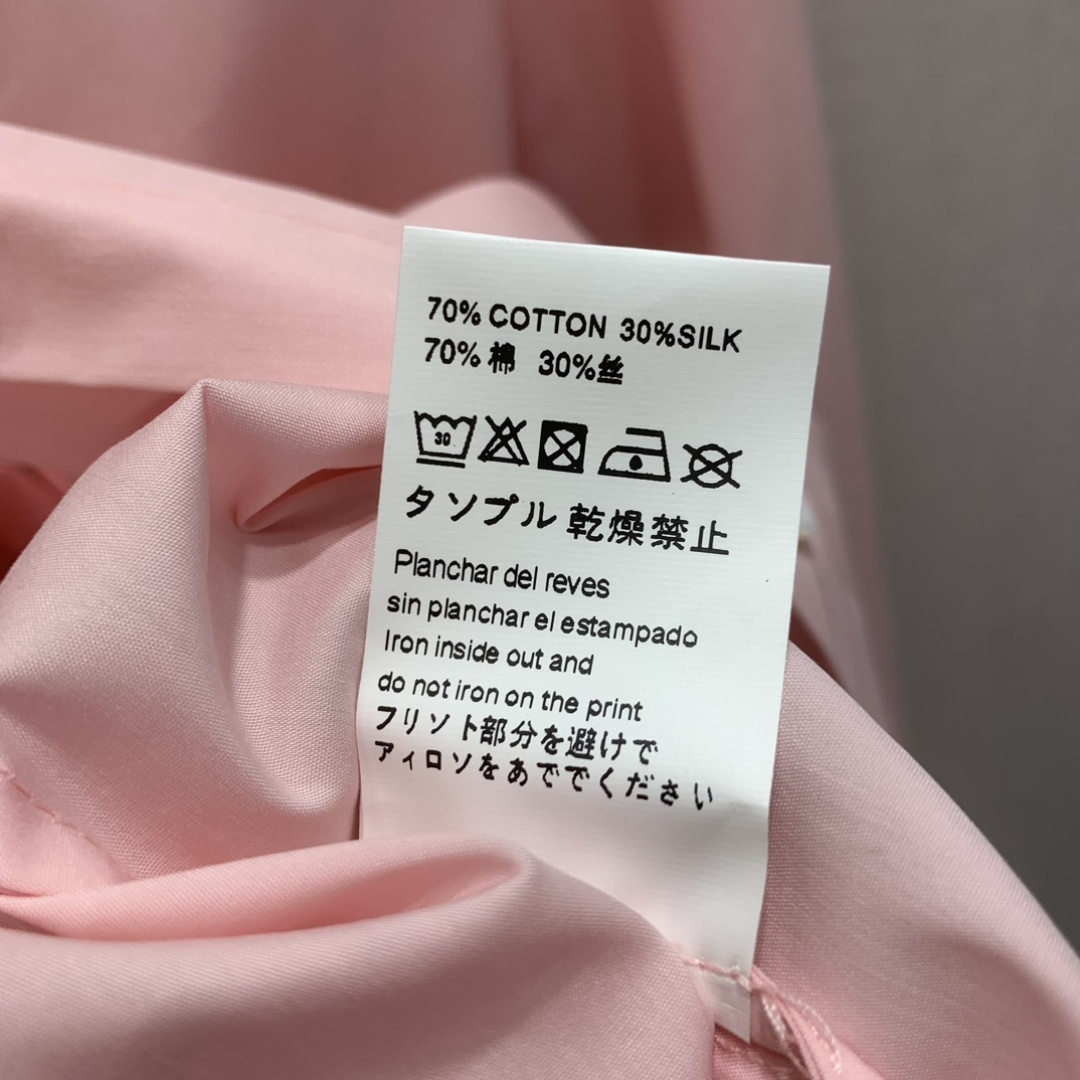 70% COTTON 30%SILK
70% 棉 30%丝
30
タソプル 乾燥禁止
Planchar del reves
sin planchar el estampado
Iron inside out and
do not iron on the print
フリソト部分を避けで
アィロソをあででください